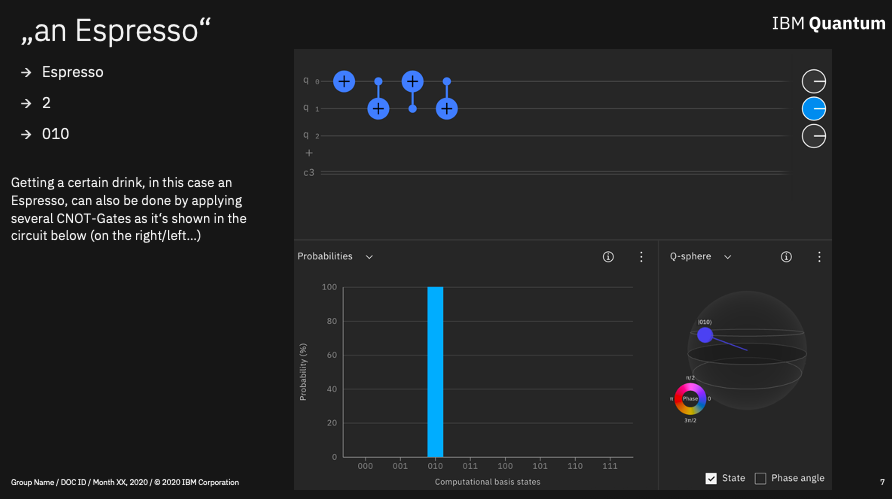 „an Espresso“
IBM Quantum
→ Espresso
→ 2
→ 010
Getting a certain drink, in this case an
Espresso, can also be done by applying
several CNOT-Gates as it‘s shown in the
circuit below (on the right/left...)
q 0
q 1
q 2
+
c3
Probabilities
Q-sphere
100
80
60
40
20
0
Probability (%)
000 001 010 011 100 101 110 111
Computational basis states
|010⟩
π/2
π Phase 0
3π/2
State Phase angle
Group Name / DOC ID / Month XX, 2020 / © 2020 IBM Corporation
7